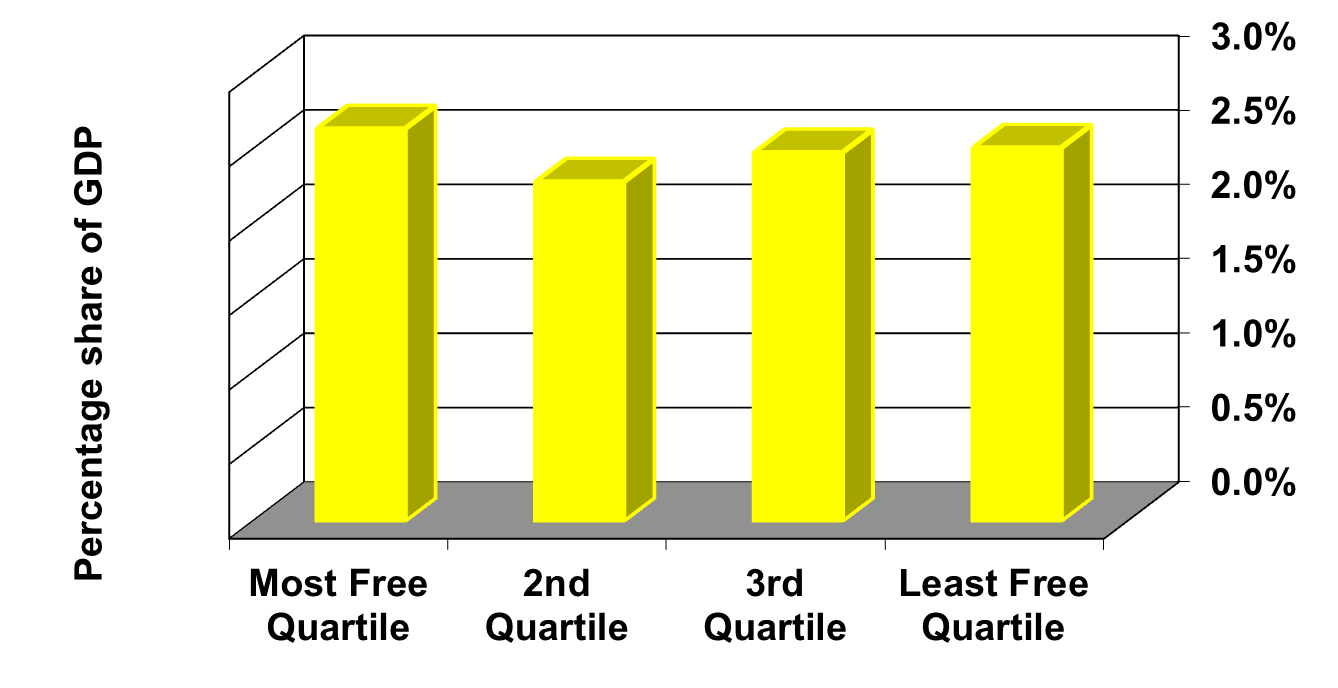 Percentage share of GDP
3.0%
2.5%
2.0%
1.5%
1.0%
0.5%
0.0%
Most Free
Quartile
2nd
Quartile
3rd
Quartile
Least Free
Quartile